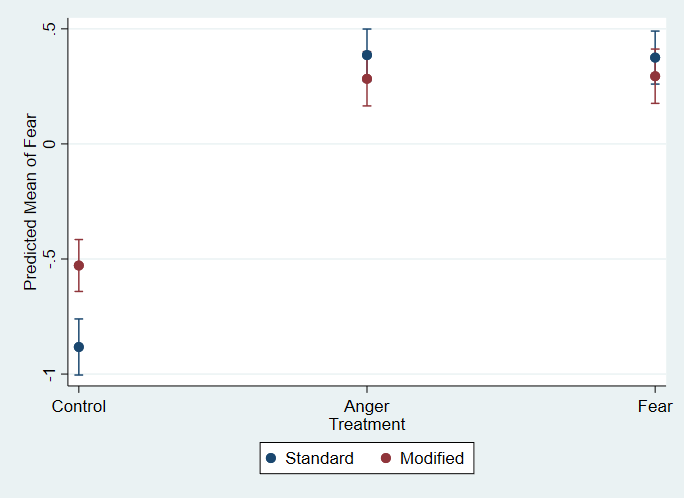 Predicted Mean of Fear
.5
0
-.5
-1
Control Anger Fear
Treatment
Standard Modified